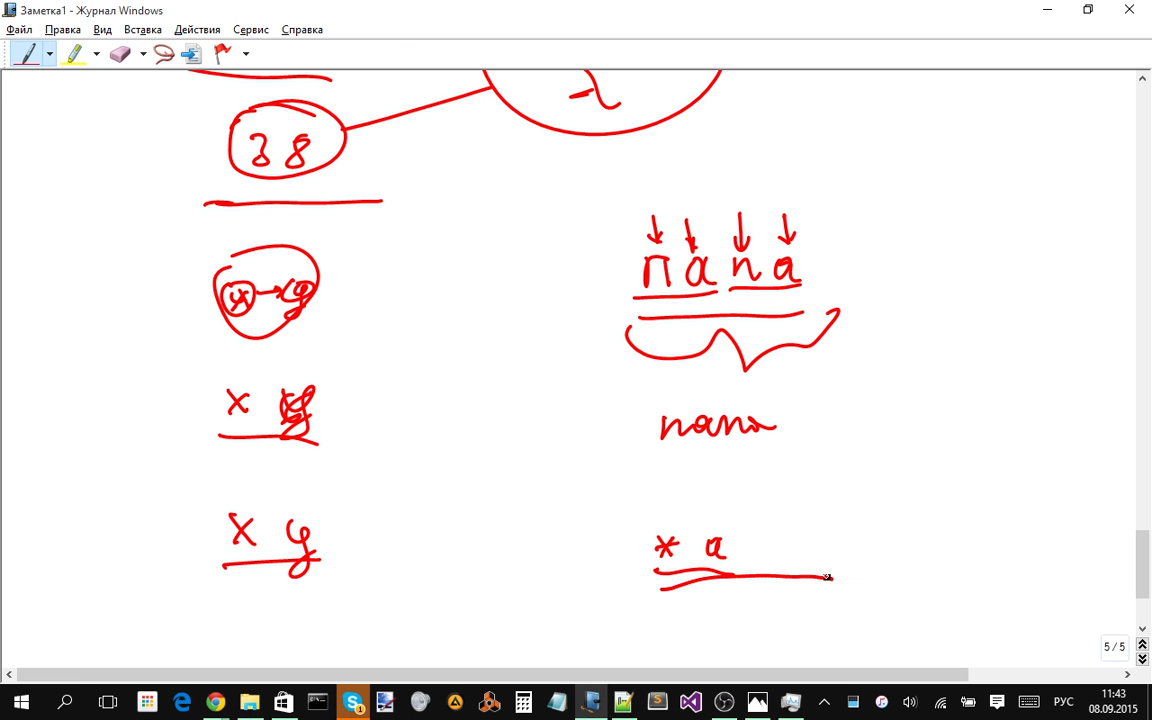 Заметка1 - Журнал Windows
Файл Правка Вид Вставка Действия Сервис Справка
38
папа
x y
папа
x
x y
* a
5 / 5
РУС
11:43
08.09.2015